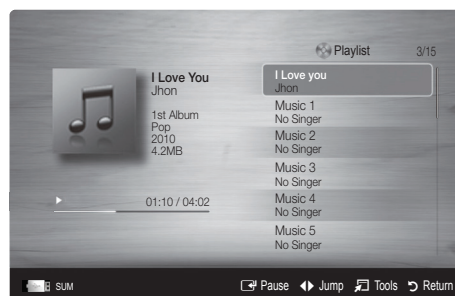 Playlist 3/15
I Love You
Jhon
1st Album
Pop
2010
4.2MB
01:10 / 04:02
I Love you
Jhon
Music 1
No Singer
Music 2
No Singer
Music 3
No Singer
Music 4
No Singer
Music 5
No Singer
SUM Pause Jump Tools Return